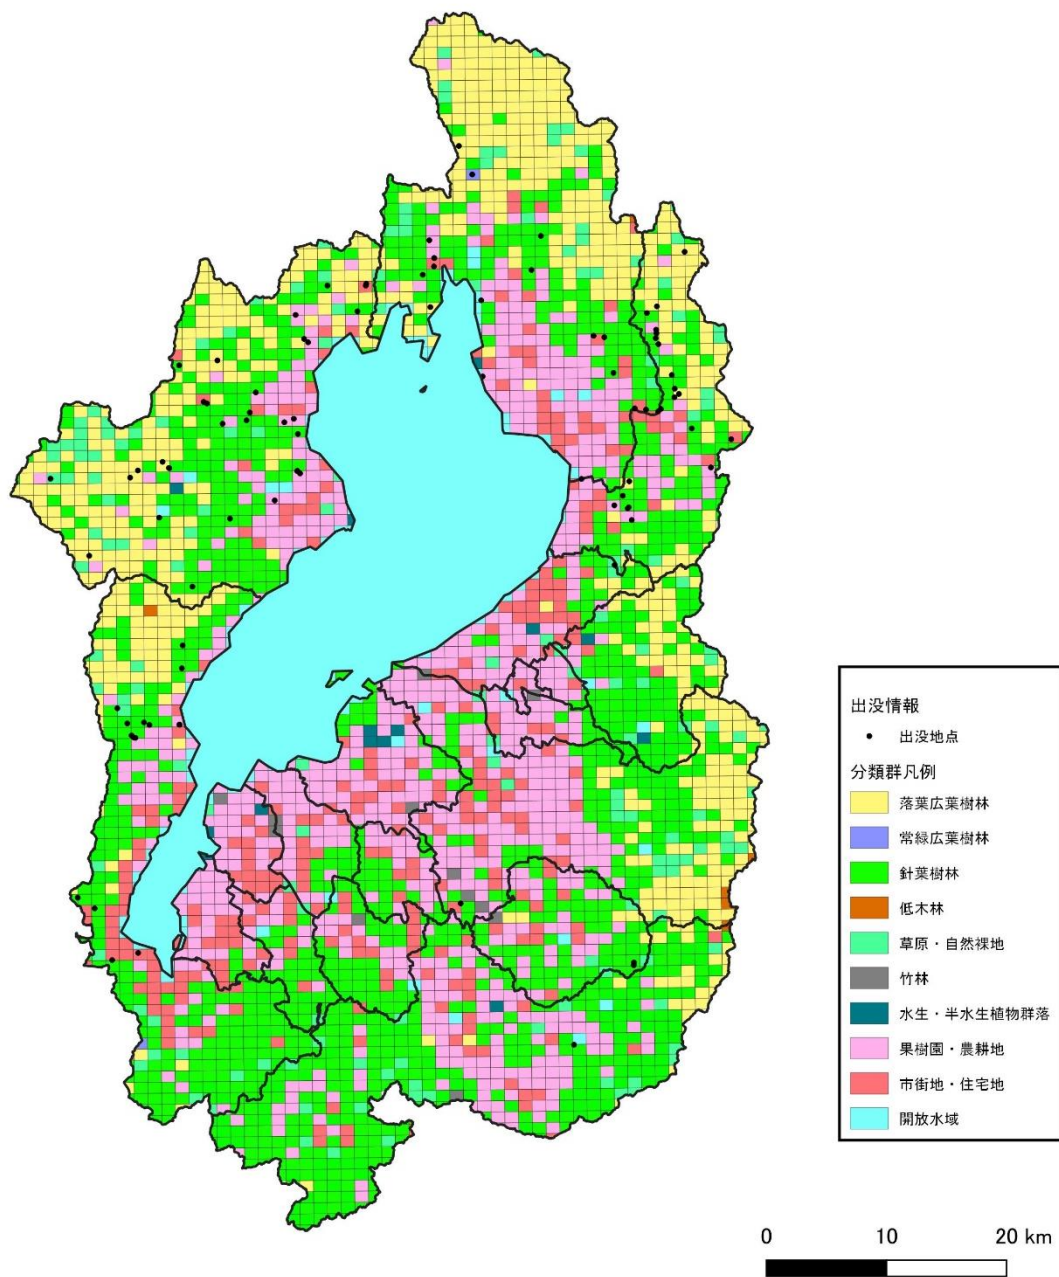 出没情報
出没地点
分類群凡例
落葉広葉樹林
常緑広葉樹林
針葉樹林
低木林
草原・自然裸地
竹林
水生・半水生植物群落
果樹園・農耕地
市街地・住宅地
開放水域
0 10 20 km